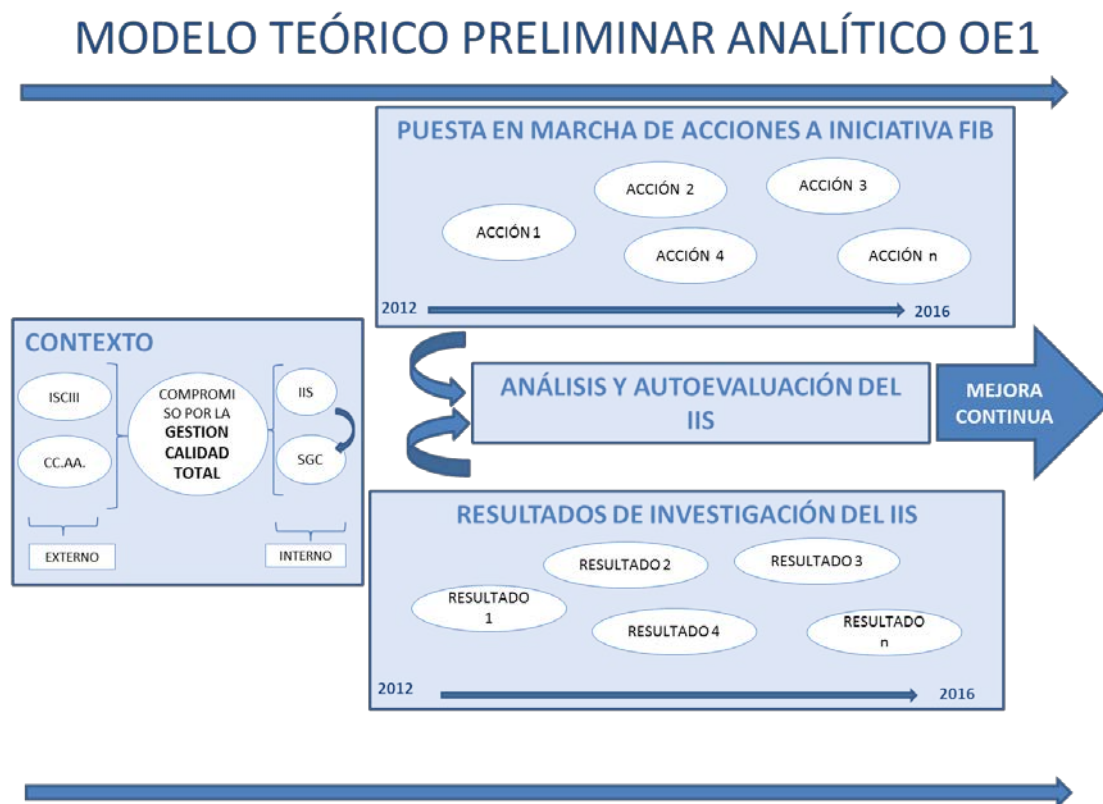 MODELO TEÓRICO PRELIMINAR ANALÍTICO OE1
PUESTA EN MARCHA DE ACCIONES A INICIATIVA FIB
ACCIÓN 1
ACCIÓN 2
ACCIÓN 3
ACCIÓN 4
ACCIÓN n
2012
2016
CONTEXTO
ISCIII
CC.AA.
COMPROMI
SO POR LA
GESTION
CALIDAD
TOTAL
IIS
SGC
EXTERNO
INTERNO
ANÁLISIS Y AUTOEVALUACIÓN DEL
IIS
MEJORA
CONTINUA
RESULTADOS DE INVESTIGACIÓN DEL IIS
RESULTADO
1
RESULTADO 2
RESULTADO 3
RESULTADO 4
RESULTADO
n
2012
2016